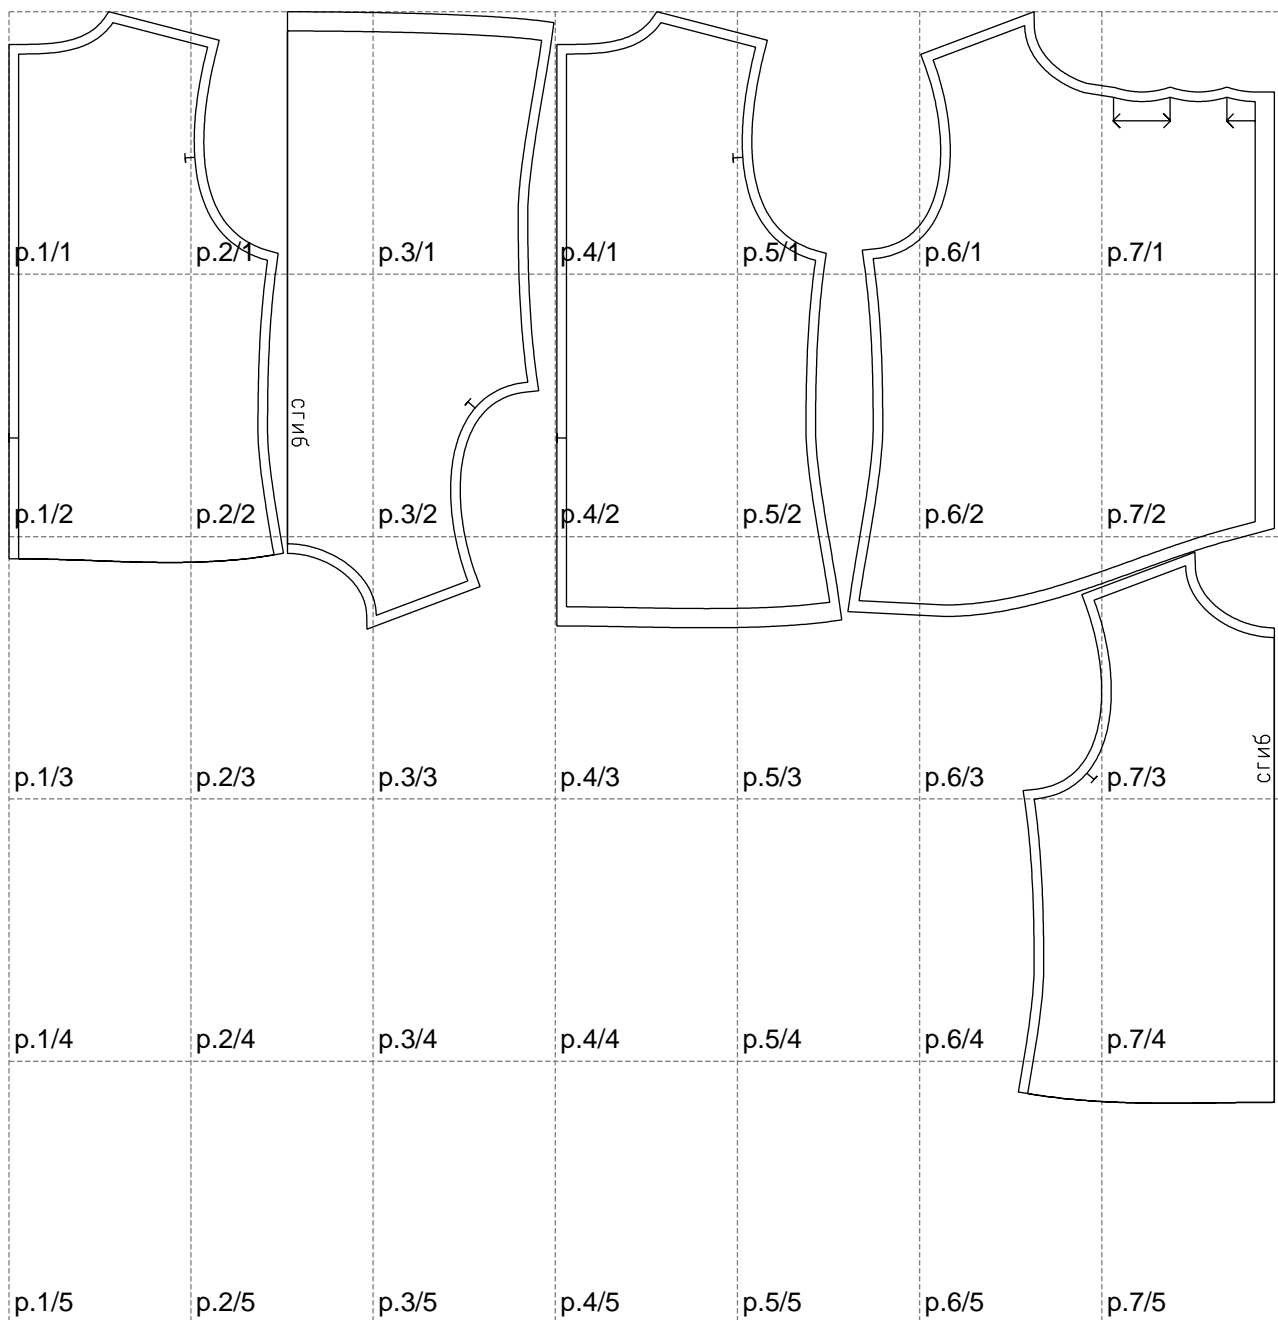 p.1/1 p.2/1 p.3/1 p.4/1 p.5/1 p.6/1 p.7/1
сгиб
p.1/2 p.2/2 p.3/2 p.4/2 p.5/2 p.6/2 p.7/2
сгиб
p.1/3 p.2/3 p.3/3 p.4/3 p.5/3 p.6/3 p.7/3
p.1/4 p.2/4 p.3/4 p.4/4 p.5/4 p.6/4 p.7/4
p.1/5 p.2/5 p.3/5 p.4/5 p.5/5 p.6/5 p.7/5